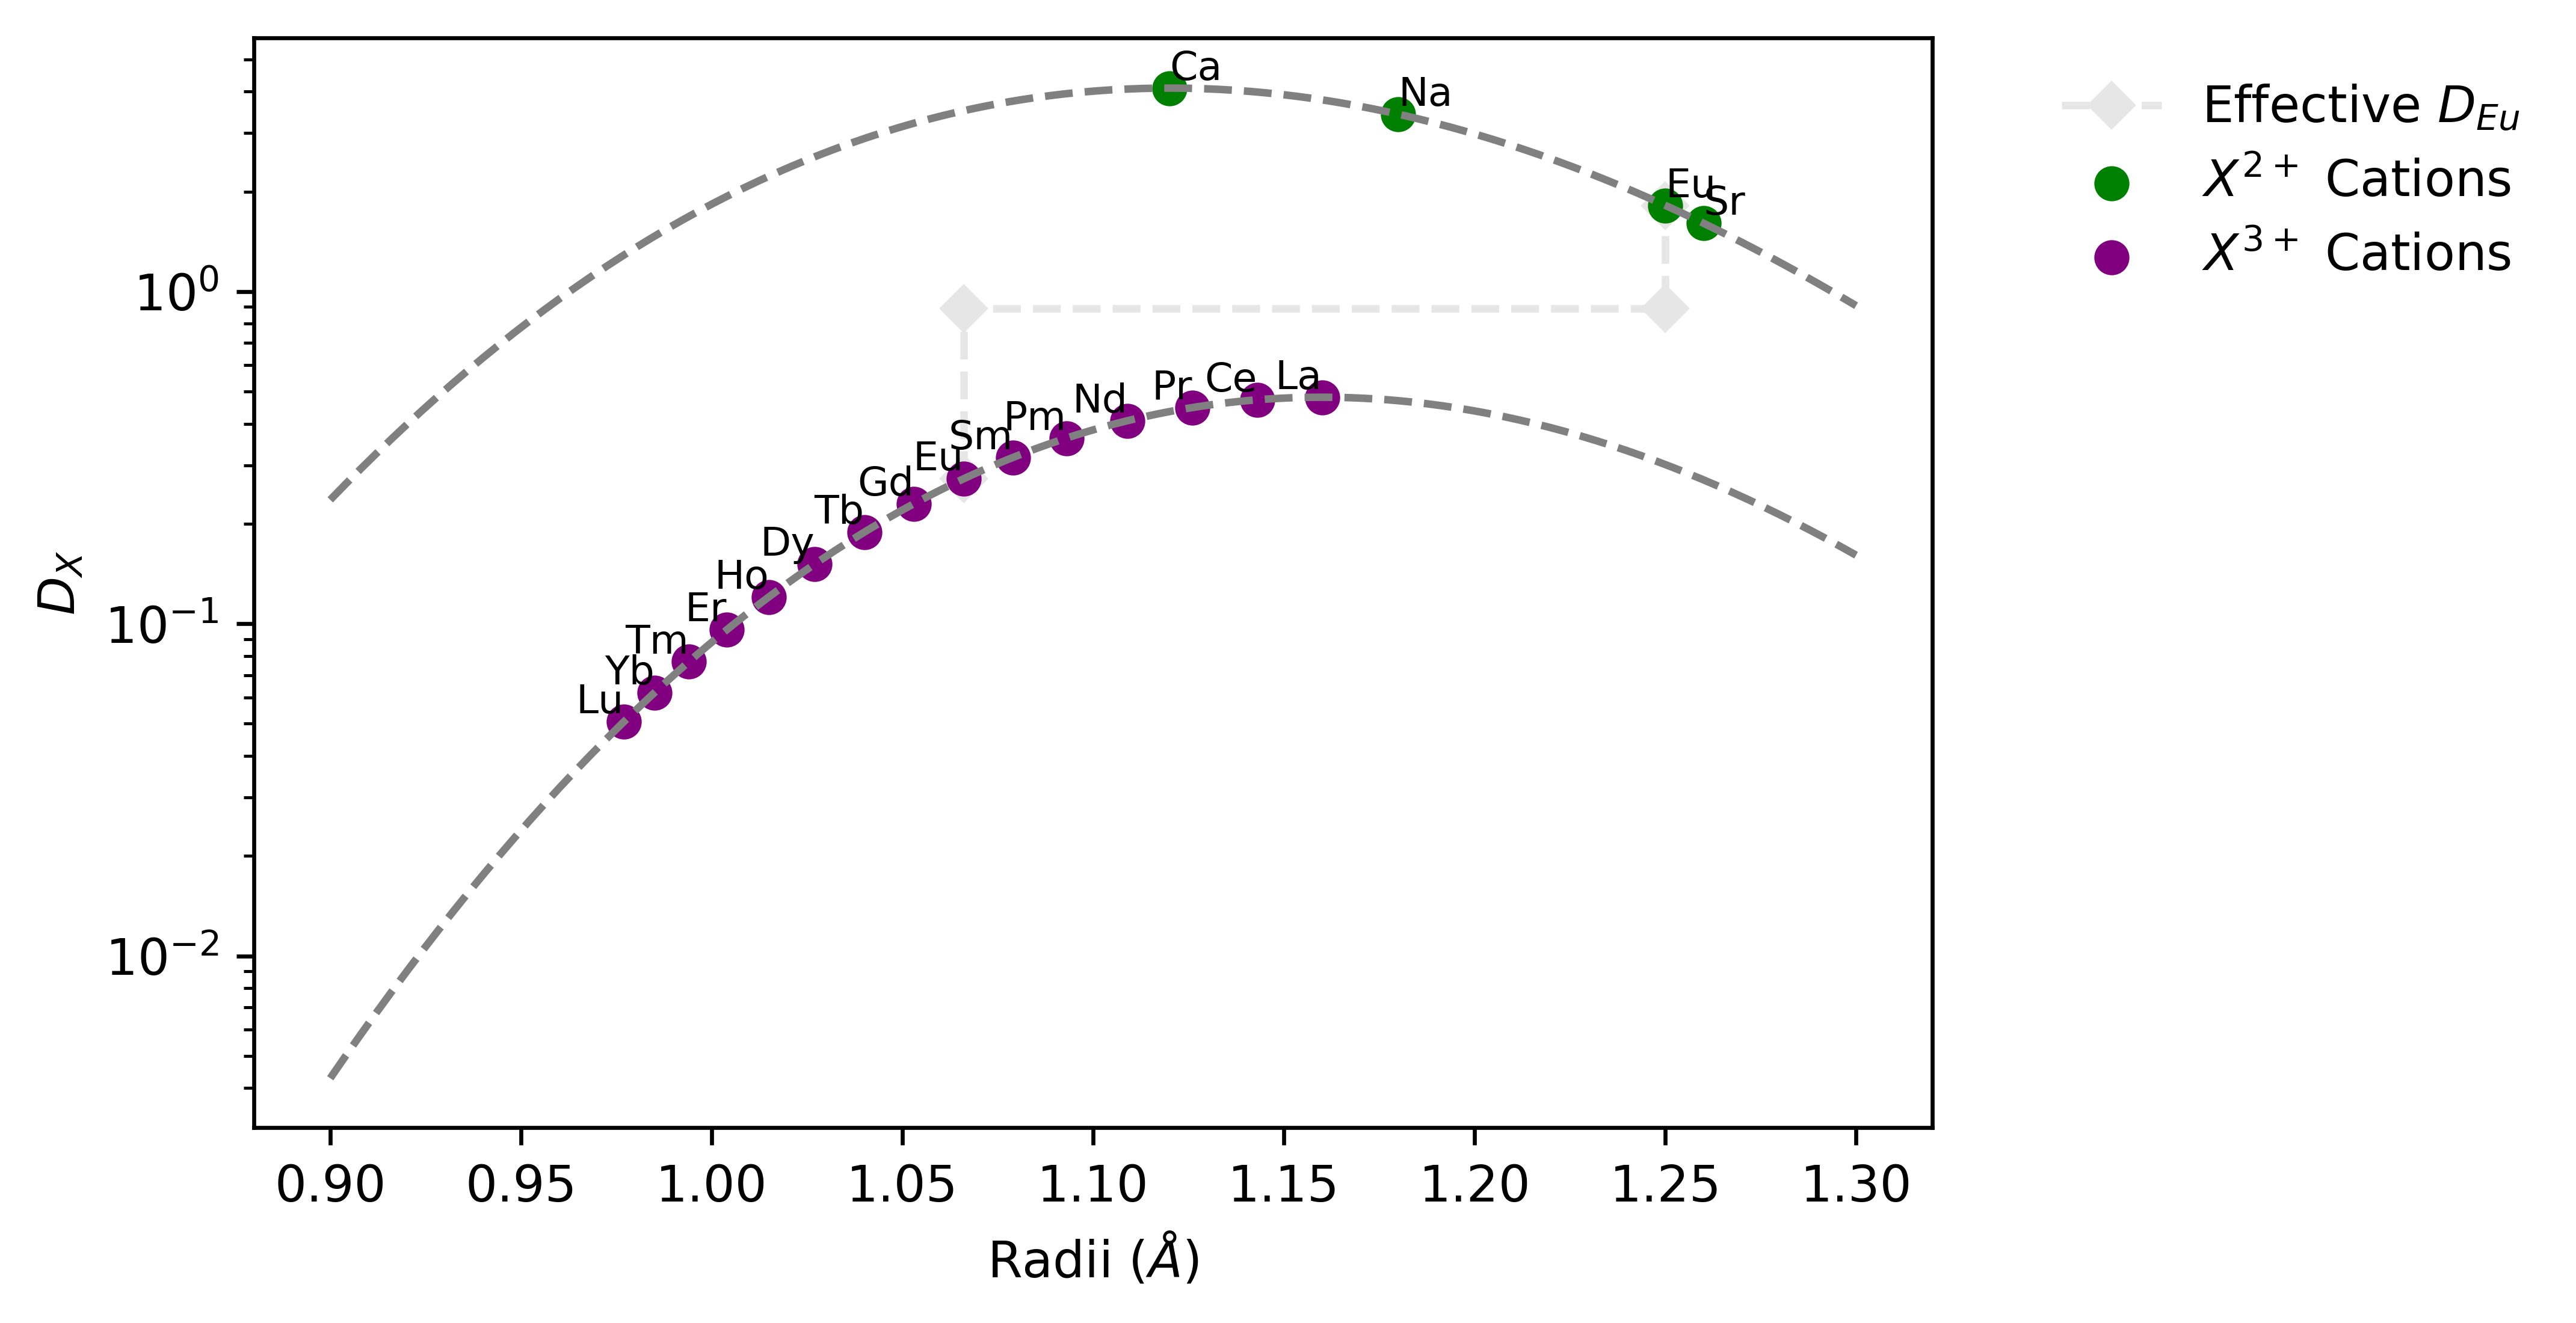 Ca
Na
Eu
Sr
Effective D_{Eu}
X^{2+} Cations
X^{3+} Cations
10^{0}
10^{-1}
10^{-2}
D_X
La
Ce
Pr
Nd
Pm
Sm
Eu
Gd
Tb
Dy
Ho
Er
Tm
Yb
Lu
0.90 0.95 1.00 1.05 1.10 1.15 1.20 1.25 1.30
Radii (Å)